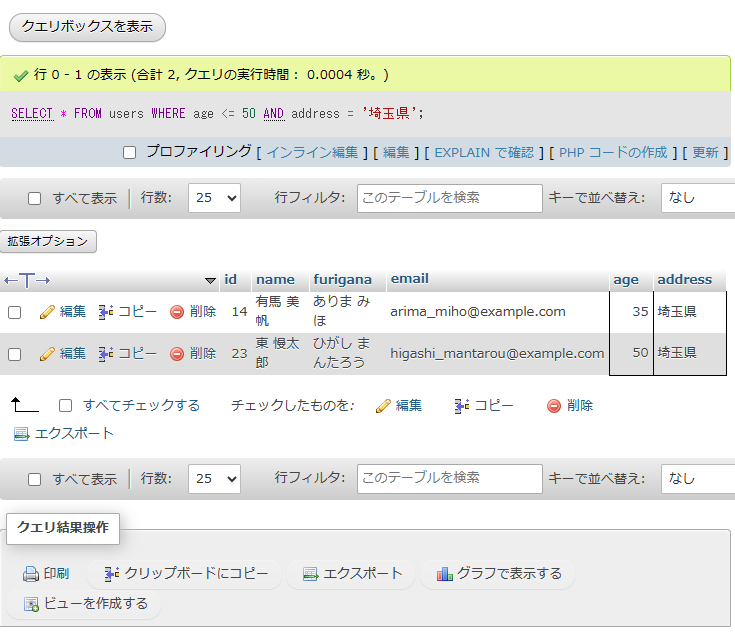 クエリボックスを表示
行 0 - 1 の表示 (合計 2, クエリの実行時間： 0.0004 秒。)
SELECT * FROM users WHERE age <= 50 AND address = '埼玉県';
プロファイリング [ インライン編集 ] [ 編集 ] [ EXPLAIN で確認 ] [ PHP コードの作成 ] [ 更新 ]
すべて表示 行数: 25 行フィルタ: このテーブルを検索 キーで並べ替え: なし
拡張オプション
←T→ id name furigana email age address
編集 コピー 削除 14 有馬 美帆 ありま みほ arima_miho@example.com 35 埼玉県
編集 コピー 削除 23 東 慢太郎 ひがし まんたろう higashi_mantarou@example.com 50 埼玉県
すべてチェックする チェックしたものを: 編集 コピー 削除
エクスポート
すべて表示 行数: 25 行フィルタ: このテーブルを検索 キーで並べ替え: なし
クエリ結果操作
印刷 クリップボードにコピー エクスポート グラフで表示する
ビューを作成する